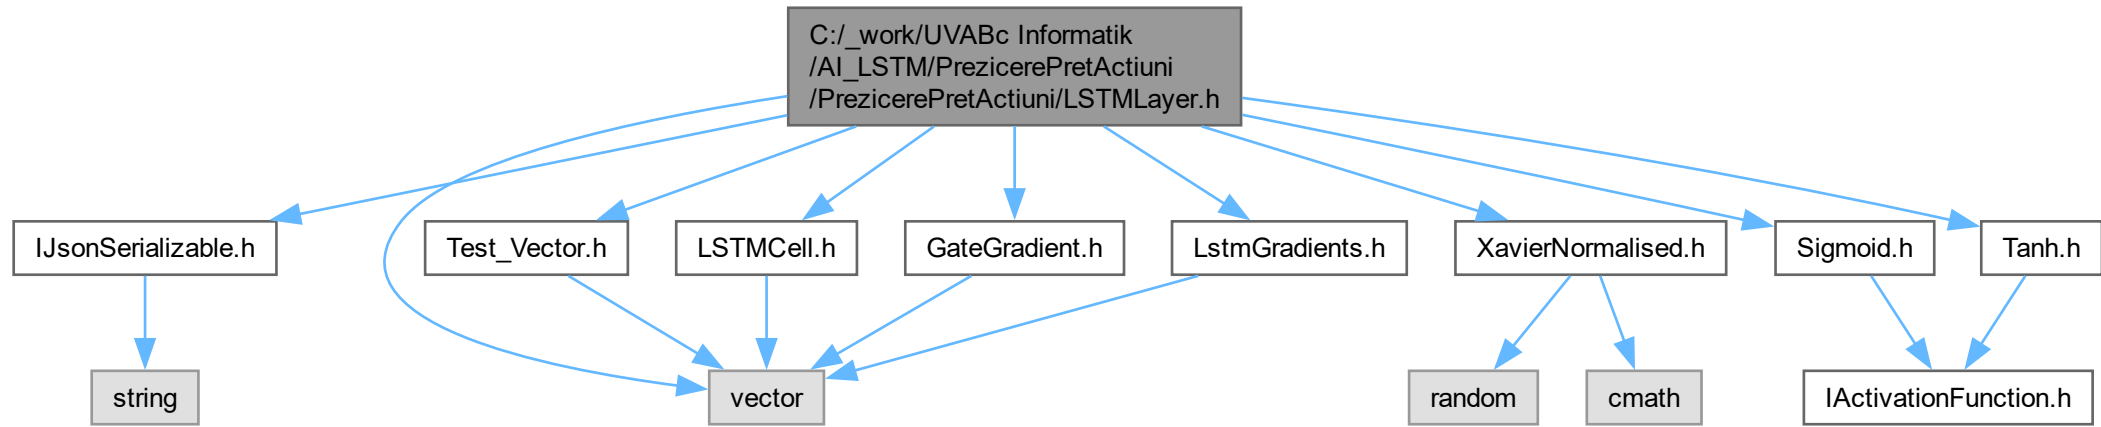 C:/_work/UVABc Informatik
/AI_LSTM/PrezicerePretActiuni
/PrezicerePretActiuni/LSTMLayer.h
IJsonSerializable.h
Test_Vector.h
LSTMCell.h
GateGradient.h
LstmGradients.h
XavierNormalised.h
Sigmoid.h
Tanh.h
string
vector
random
cmath
IActivationFunction.h